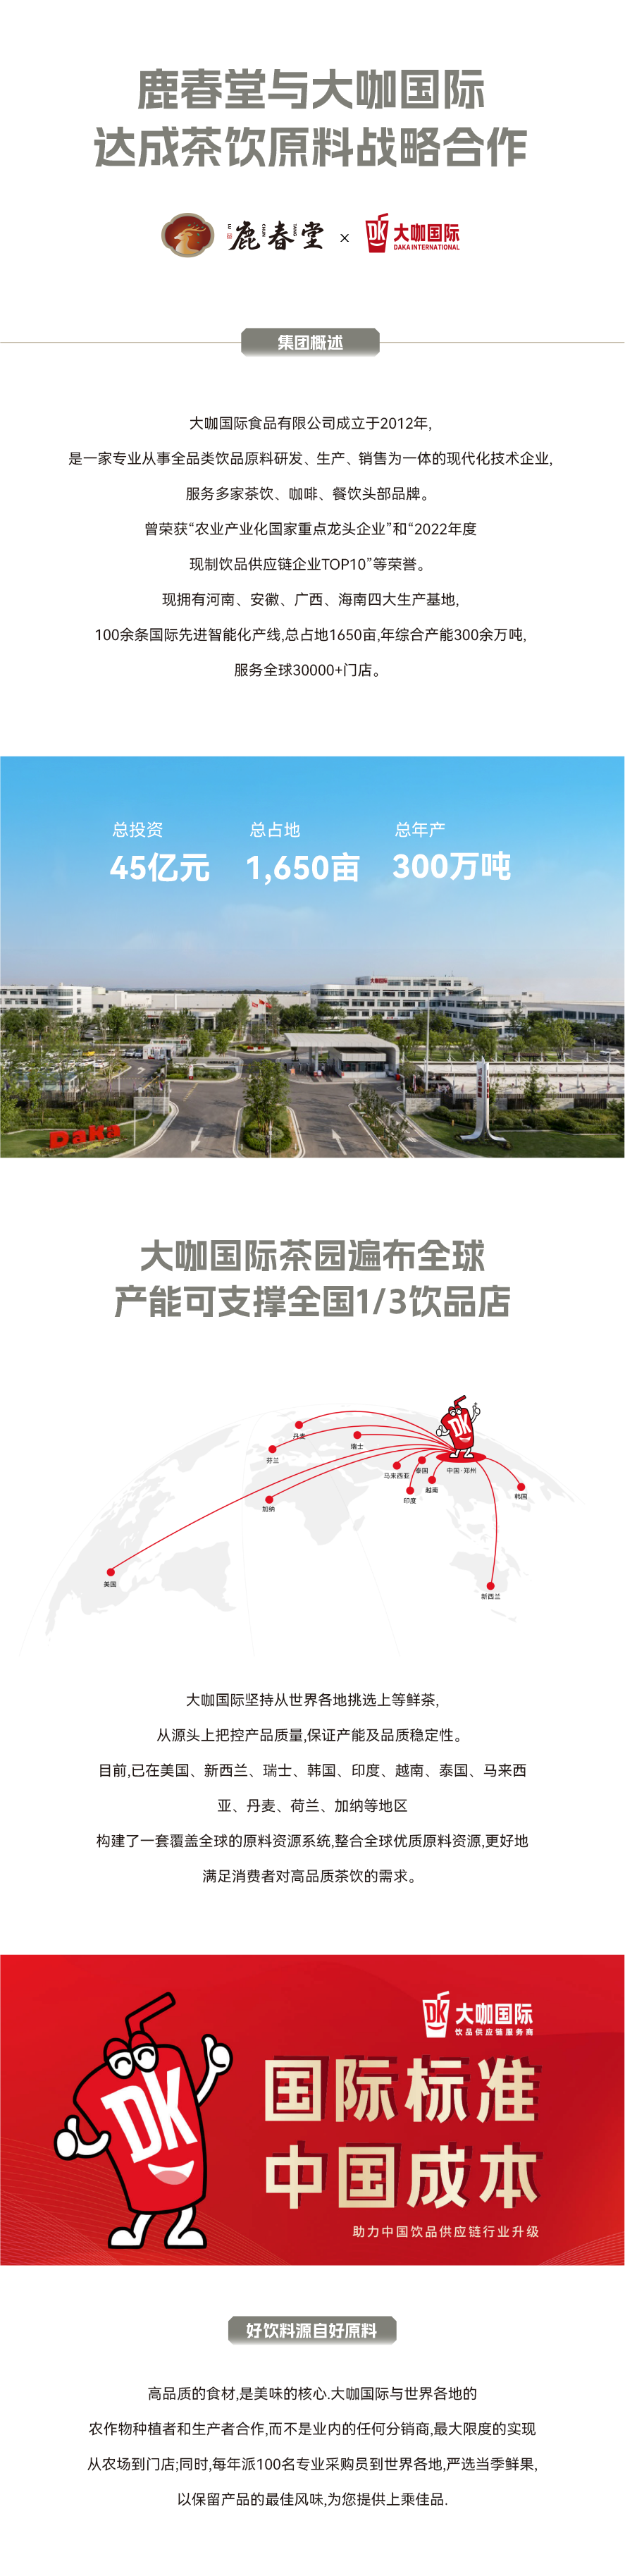 鹿春堂与大咖国际
达成茶饮原料战略合作
LU 鹿 CHUN 春 TANG 堂 × DK 大咖国际
DAKA INTERNATIONAL
集团概述
大咖国际食品有限公司成立于2012年,
是一家专业从事全品类饮品原料研发、生产、销售为一体的现代化技术企业,
服务多家茶饮、咖啡、餐饮头部品牌。
曾荣获“农业产业化国家重点龙头企业”和“2022年度
现制饮品供应链企业TOP10”等荣誉。
现拥有河南、安徽、广西、海南四大生产基地,
100余条国际先进智能化产线,总占地1650亩,年综合产能300余万吨,
服务全球30000+门店。
总投资 总占地 总年产
45亿元 1,650亩 300万吨
DaKa
大咖国际茶园遍布全球
产能可支撑全国1/3饮品店
DK
丹麦
瑞士
芬兰
马来西亚
泰国
中国·郑州
越南
印度
韩国
加纳
美国
新西兰
大咖国际坚持从世界各地挑选上等鲜茶,
从源头上把控产品质量,保证产能及品质稳定性。
目前,已在美国、新西兰、瑞士、韩国、印度、越南、泰国、马来西
亚、丹麦、荷兰、加纳等地区
构建了一套覆盖全球的原料资源系统,整合全球优质原料资源,更好地
满足消费者对高品质茶饮的需求。
DK 大咖国际
饮品供应链服务商
DK
国际标准
中国成本
助力中国饮品供应链行业升级
好饮料源自好原料
高品质的食材,是美味的核心.大咖国际与世界各地的
农作物种植者和生产者合作,而不是业内的任何分销商,最大限度的实现
从农场到门店;同时,每年派100名专业采购员到世界各地,严选当季鲜果,
以保留产品的最佳风味,为您提供上乘佳品.